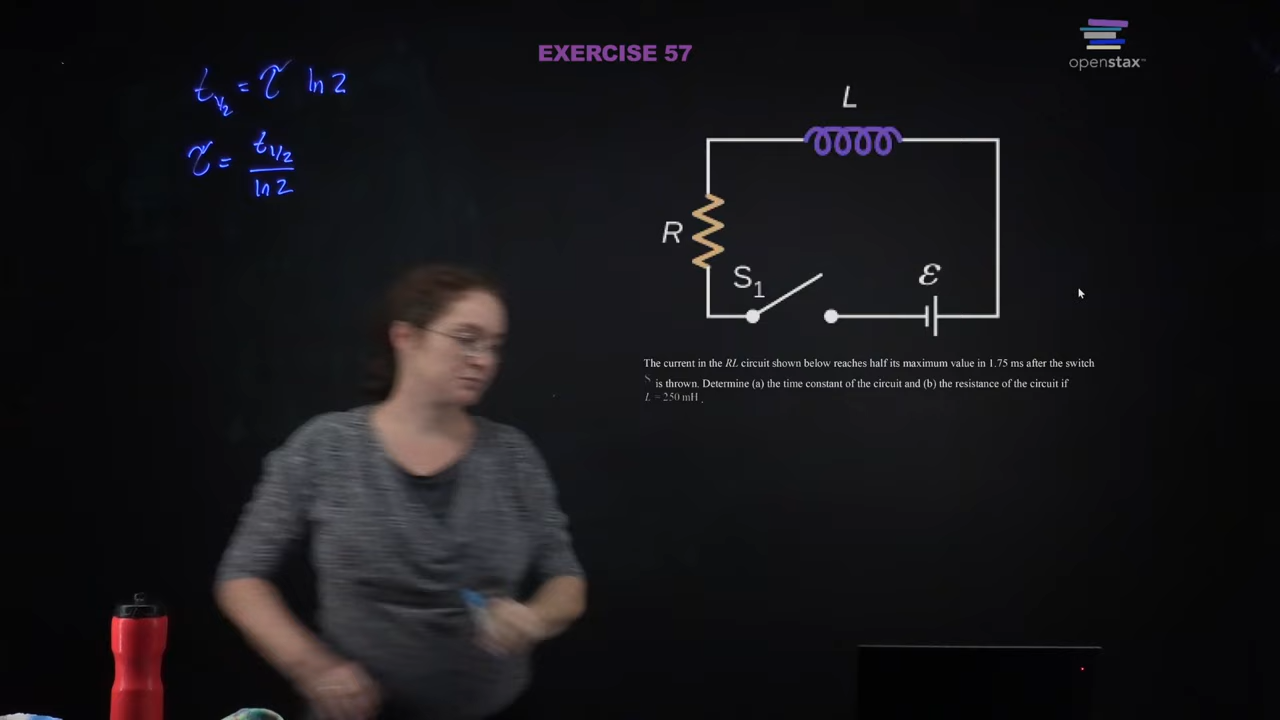 EXERCISE 57
openstax™
t₁/₂ = τ ln 2
τ = t₁/₂ / ln 2
L
R
S₁
ε
The current in the RL circuit shown below reaches half its maximum value in 1.75 ms after the switch
S is thrown. Determine (a) the time constant of the circuit and (b) the resistance of the circuit if
L = 250 mH .